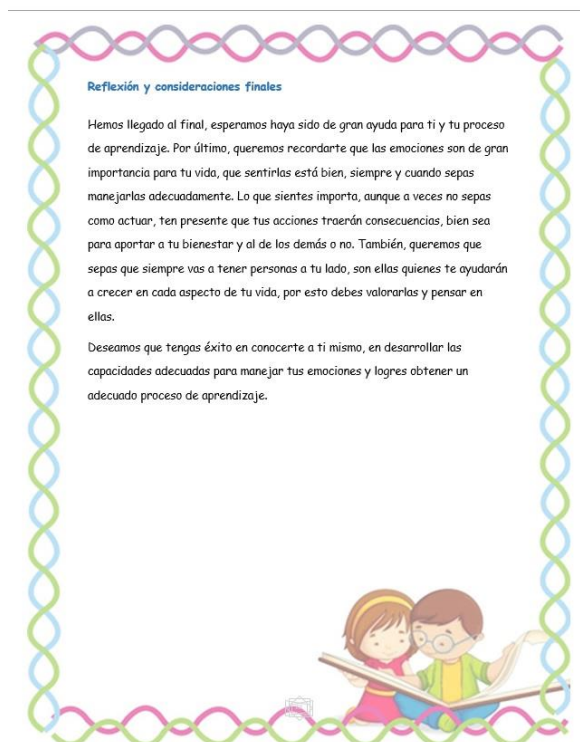 Reflexión y consideraciones finales
Hemos llegado al final, esperamos haya sido de gran ayuda para ti y tu proceso
de aprendizaje. Por último, queremos recordarte que las emociones son de gran
importancia para tu vida, que sentirlas está bien, siempre y cuando sepas
manejarlas adecuadamente. Lo que sientes importa, aunque a veces no sepas
como actuar, ten presente que tus acciones traerán consecuencias, bien sea
para aportar a tu bienestar y al de los demás o no. También, queremos que
sepas que siempre vas a tener personas a tu lado, son ellas quienes te ayudarán
a crecer en cada aspecto de tu vida, por esto debes valorarlas y pensar en
ellas.
Deseamos que tengas éxito en conocerte a ti mismo, en desarrollar las
capacidades adecuadas para manejar tus emociones y logres obtener un
adecuado proceso de aprendizaje.